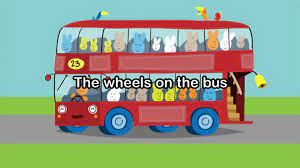 23
The wheels on the bus